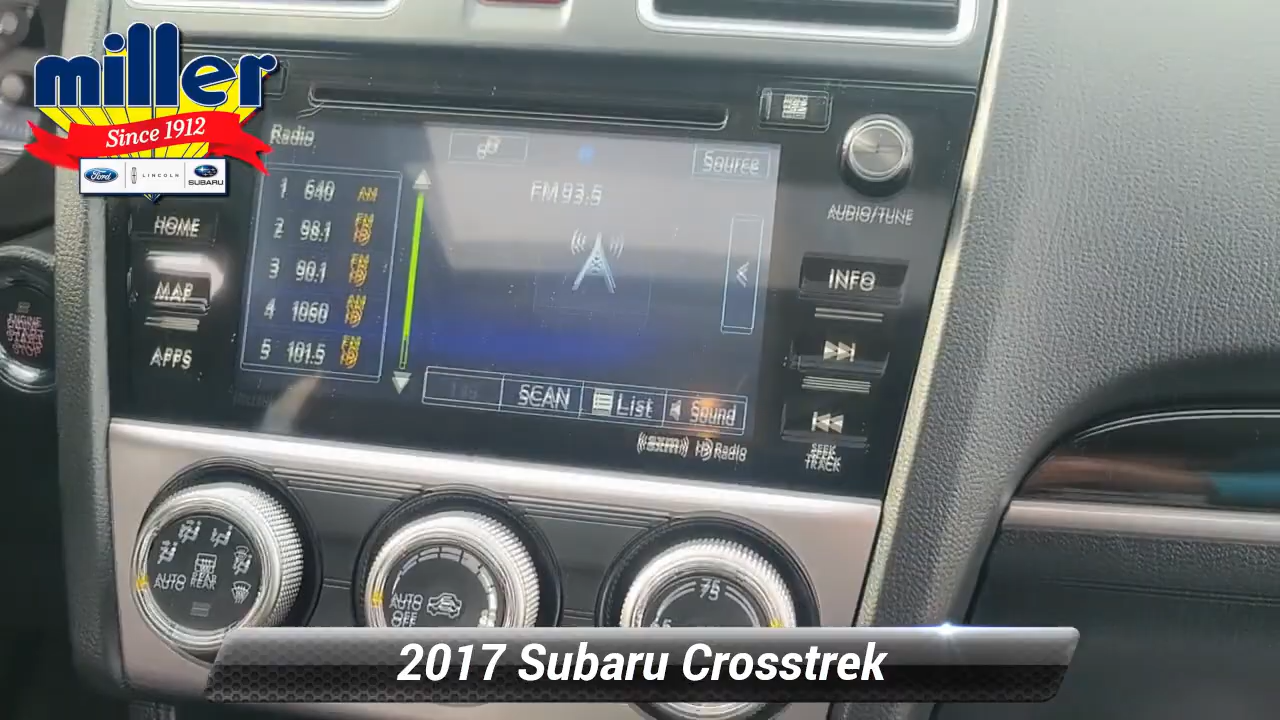 miller
Since 1912
Ford
LINCOLN
SUBARU
Radio
Source
1 640 AM
FM 93.5
2 98.1 FM
3 90.1 FM
4 1060 AM
5 101.5 FM
SCAN
List
Sound
HD Radio
HOME
MAP
APPS
AUDIO/TUNE
INFO
SEEK
TRACK
ENGINE
START
STOP
AUTO
REAR
AUTO
OFF
75
2017 Subaru Crosstrek